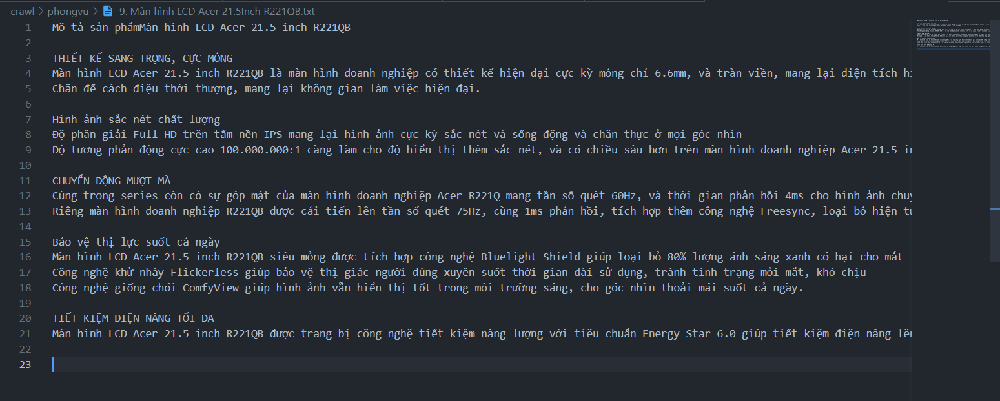 crawl > phongvu > 9. Màn hình LCD Acer 21.5Inch R221QB.txt
1 Mô tả sản phẩmMàn hình LCD Acer 21.5 inch R221QB
2
3 THIẾT KẾ SANG TRỌNG, CỰC MỎNG
4 Màn hình LCD Acer 21.5 inch R221QB là màn hình doanh nghiệp có thiết kế hiện đại cực kỳ mỏng chỉ 6.6mm, và tràn viền, mang lại diện tích
5 Chân đế cách điệu thời thượng, mang lại không gian làm việc hiện đại.
6
7 Hình ảnh sắc nét chất lượng
8 Độ phân giải Full HD trên tấm nền IPS mang lại hình ảnh cực kỳ sắc nét và sống động và chân thực ở mọi góc nhìn
9 Độ tương phản động cực cao 100.000.000:1 càng làm cho độ hiển thị thêm sắc nét, và có chiều sâu hơn trên màn hình doanh nghiệp Acer 21.5
10
11 CHUYỂN ĐỘNG MƯỢT MÀ
12 Cùng trong series còn có sự góp mặt của màn hình doanh nghiệp Acer R221Q mang tần số quét 60Hz, và thời gian phản hồi 4ms cho hình ảnh
13 Riêng màn hình doanh nghiệp R221QB được cải tiến lên tần số quét 75Hz, cùng 1ms phản hồi, tích hợp thêm công nghệ Freesync, loại bỏ hiện
14
15 Bảo vệ thị lực suốt cả ngày
16 Màn hình LCD Acer 21.5 inch R221QB siêu mỏng được tích hợp công nghệ Bluelight Shield giúp loại bỏ 80% lượng ánh sáng xanh có hại cho mắt
17 Công nghệ khử nháy Flickerless giúp bảo vệ thị giác người dùng xuyên suốt thời gian dài sử dụng, tránh tình trạng mỏi mắt, khó chịu
18 Công nghệ giống chói ComfyView giúp hình ảnh vẫn hiển thị tốt trong môi trường sáng, cho góc nhìn thoải mái suốt cả ngày.
19
20 TIẾT KIỆM ĐIỆN NĂNG TỐI ĐA
21 Màn hình LCD Acer 21.5 inch R221QB được trang bị công nghệ tiết kiệm năng lượng với tiêu chuẩn Energy Star 6.0 giúp tiết kiệm điện năng
22
23